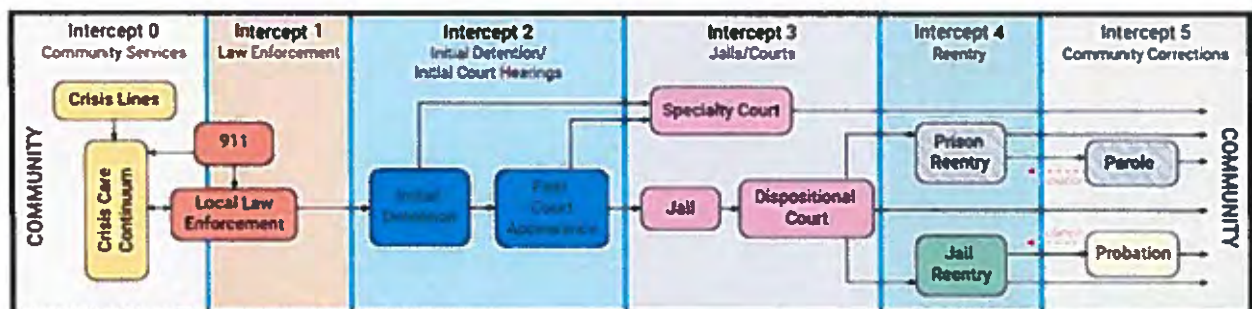 Intercept 0
Community Services
Intercept 1
Law Enforcement
Intercept 2
Initial Detention/
Initial Court Hearings
Intercept 3
Jails/Courts
Intercept 4
Reentry
Intercept 5
Community Corrections
COMMUNITY
Crisis Lines
Crisis Care
Continuum
911
Local Law
Enforcement
Initial
Detention
First
Court
Appearance
Specialty Court
Jail
Dispositional
Court
Prison
Reentry
Parole
Jail
Reentry
Probation
COMMUNITY